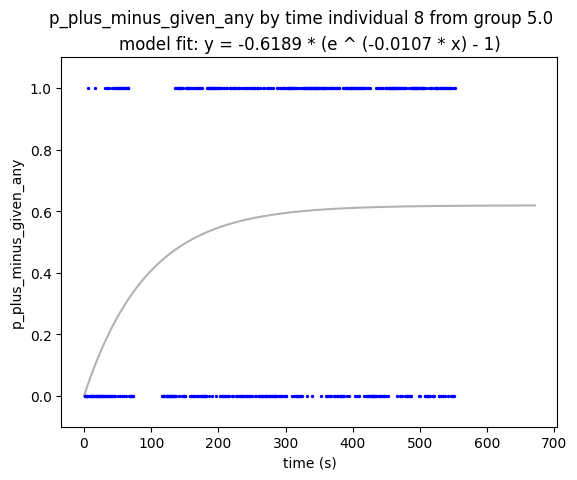 p_plus_minus_given_any by time individual 8 from group 5.0
model fit: y = -0.6189 * (e ^ (-0.0107 * x) - 1)
1.0
0.8
0.6
0.4
0.2
0.0
p_plus_minus_given_any
0 100 200 300 400 500 600 700
time (s)